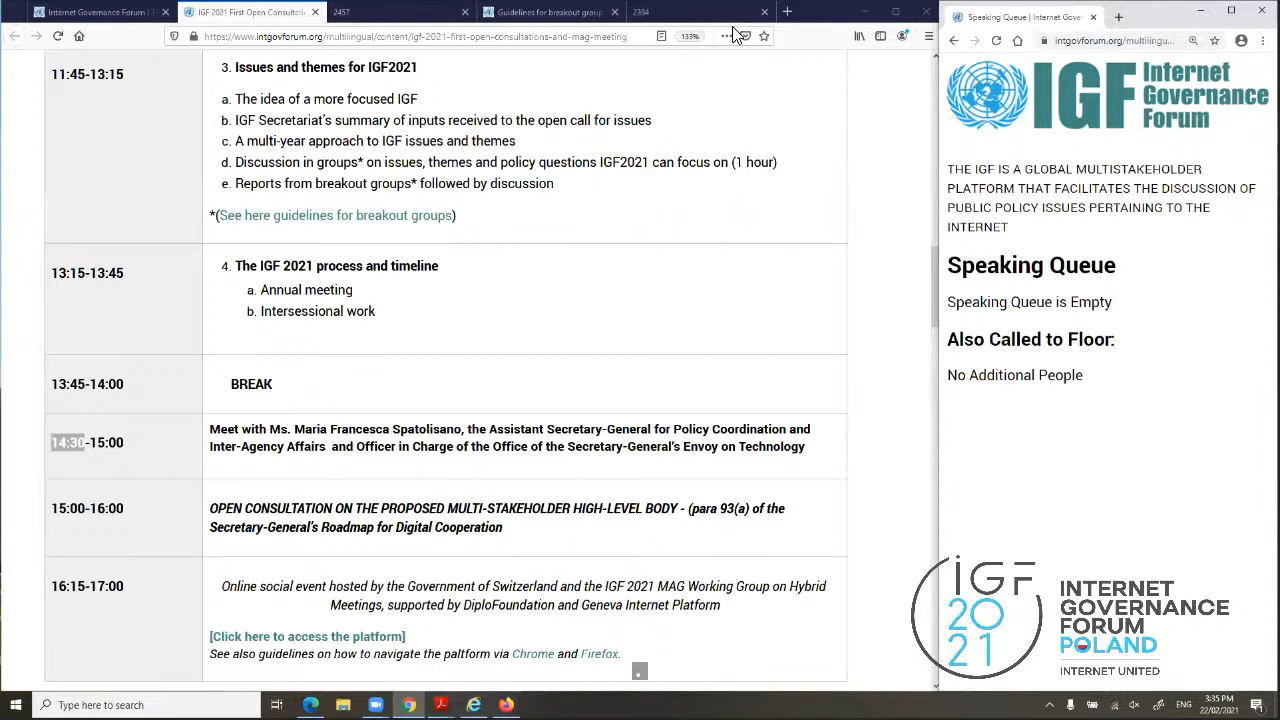 Internet Governance Forum |
IGF 2021 First Open Consultati
2457
Guidelines for breakout group
2394
https://www.intgovforum.org/multilingual/content/igf-2021-first-open-consultations-and-mag-meeting
133%
11:45-13:15
3. Issues and themes for IGF2021
a. The idea of a more focused IGF
b. IGF Secretariat's summary of inputs received to the open call for issues
c. A multi-year approach to IGF issues and themes
d. Discussion in groups* on issues, themes and policy questions IGF2021 can focus on (1 hour)
e. Reports from breakout groups* followed by discussion
*(See here guidelines for breakout groups)
13:15-13:45
4. The IGF 2021 process and timeline
a. Annual meeting
b. Intersessional work
13:45-14:00
BREAK
14:30-15:00
Meet with Ms. Maria Francesca Spatolisano, the Assistant Secretary-General for Policy Coordination and
Inter-Agency Affairs and Officer in Charge of the Office of the Secretary-General's Envoy on Technology
15:00-16:00
OPEN CONSULTATION ON THE PROPOSED MULTI-STAKEHOLDER HIGH-LEVEL BODY - (para 93(a) of the
Secretary-General's Roadmap for Digital Cooperation
16:15-17:00
Online social event hosted by the Government of Switzerland and the IGF 2021 MAG Working Group on Hybrid
Meetings, supported by DiploFoundation and Geneva Internet Platform
[Click here to access the platform]
See also guidelines on how to navigate the paltform via Chrome and Firefox.
.
Speaking Queue | Internet Gover
intgovforum.org/multilingu...
IGF
Internet
Governance
Forum
THE IGF IS A GLOBAL MULTISTAKEHOLDER
PLATFORM THAT FACILITATES THE DISCUSSION OF
PUBLIC POLICY ISSUES PERTAINING TO THE
INTERNET
Speaking Queue
Speaking Queue is Empty
Also Called to Floor:
No Additional People
iGF
20
21
INTERNET
GOVERNANCE
FORUM
POLAND
INTERNET UNITED
Type here to search
ENG
3:35 PM
22/02/2021